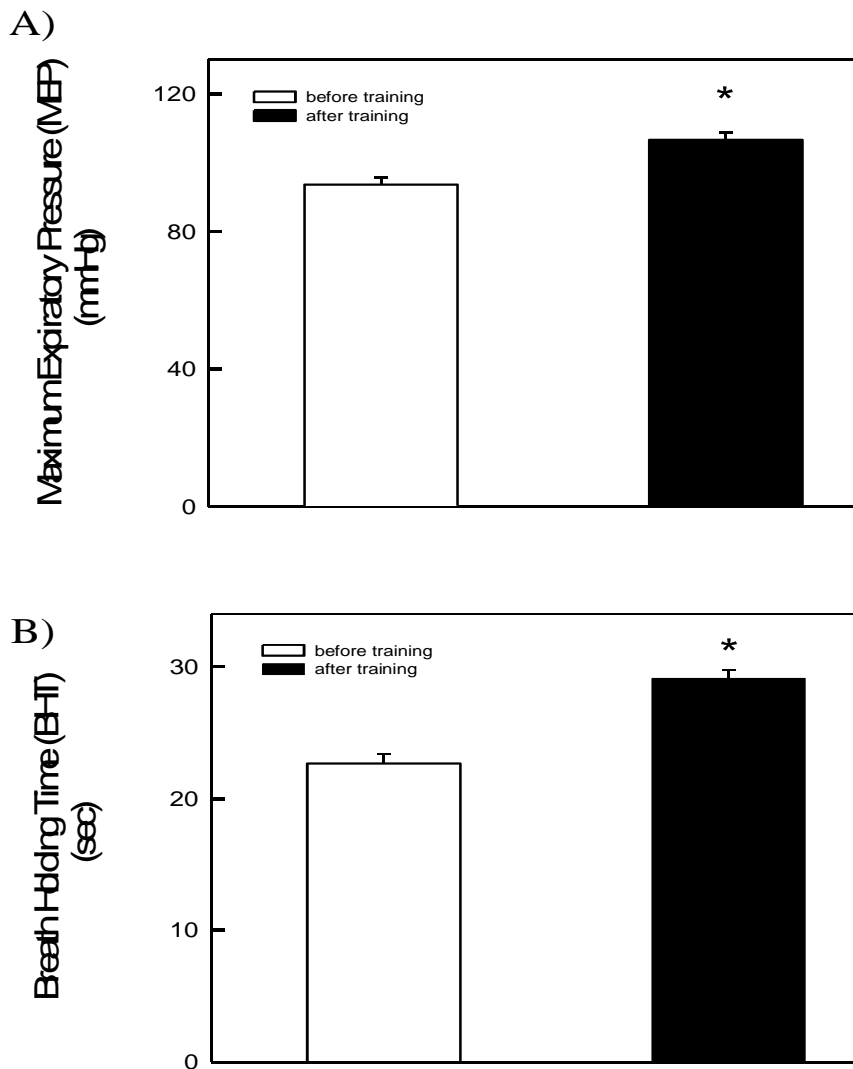 A)
Maximum Expiratory Pressure (MEP)
(mmHg)
120
80
40
0
before training
after training
*
B)
Breath Holding Time (BHT)
(sec)
30
20
10
0
before training
after training
*